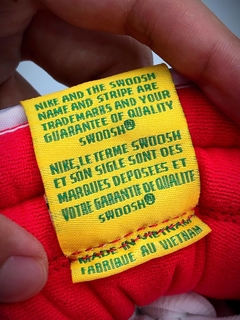 NIKE AND THE SWOOSH
NAME AND STRIPE ARE
TRADEMARKS AND YOUR
GUARANTEE OF QUALITY
SWOOSH®
NIKE, LE TERME SWOOSH
ET SON SIGLE SONT DES
MARQUES DEPOSEES ET
VOTRE GARANTIE DE QUALITE
SWOOSH®
MADE IN VIETNAM
FABRIQUE AU VIETNAM